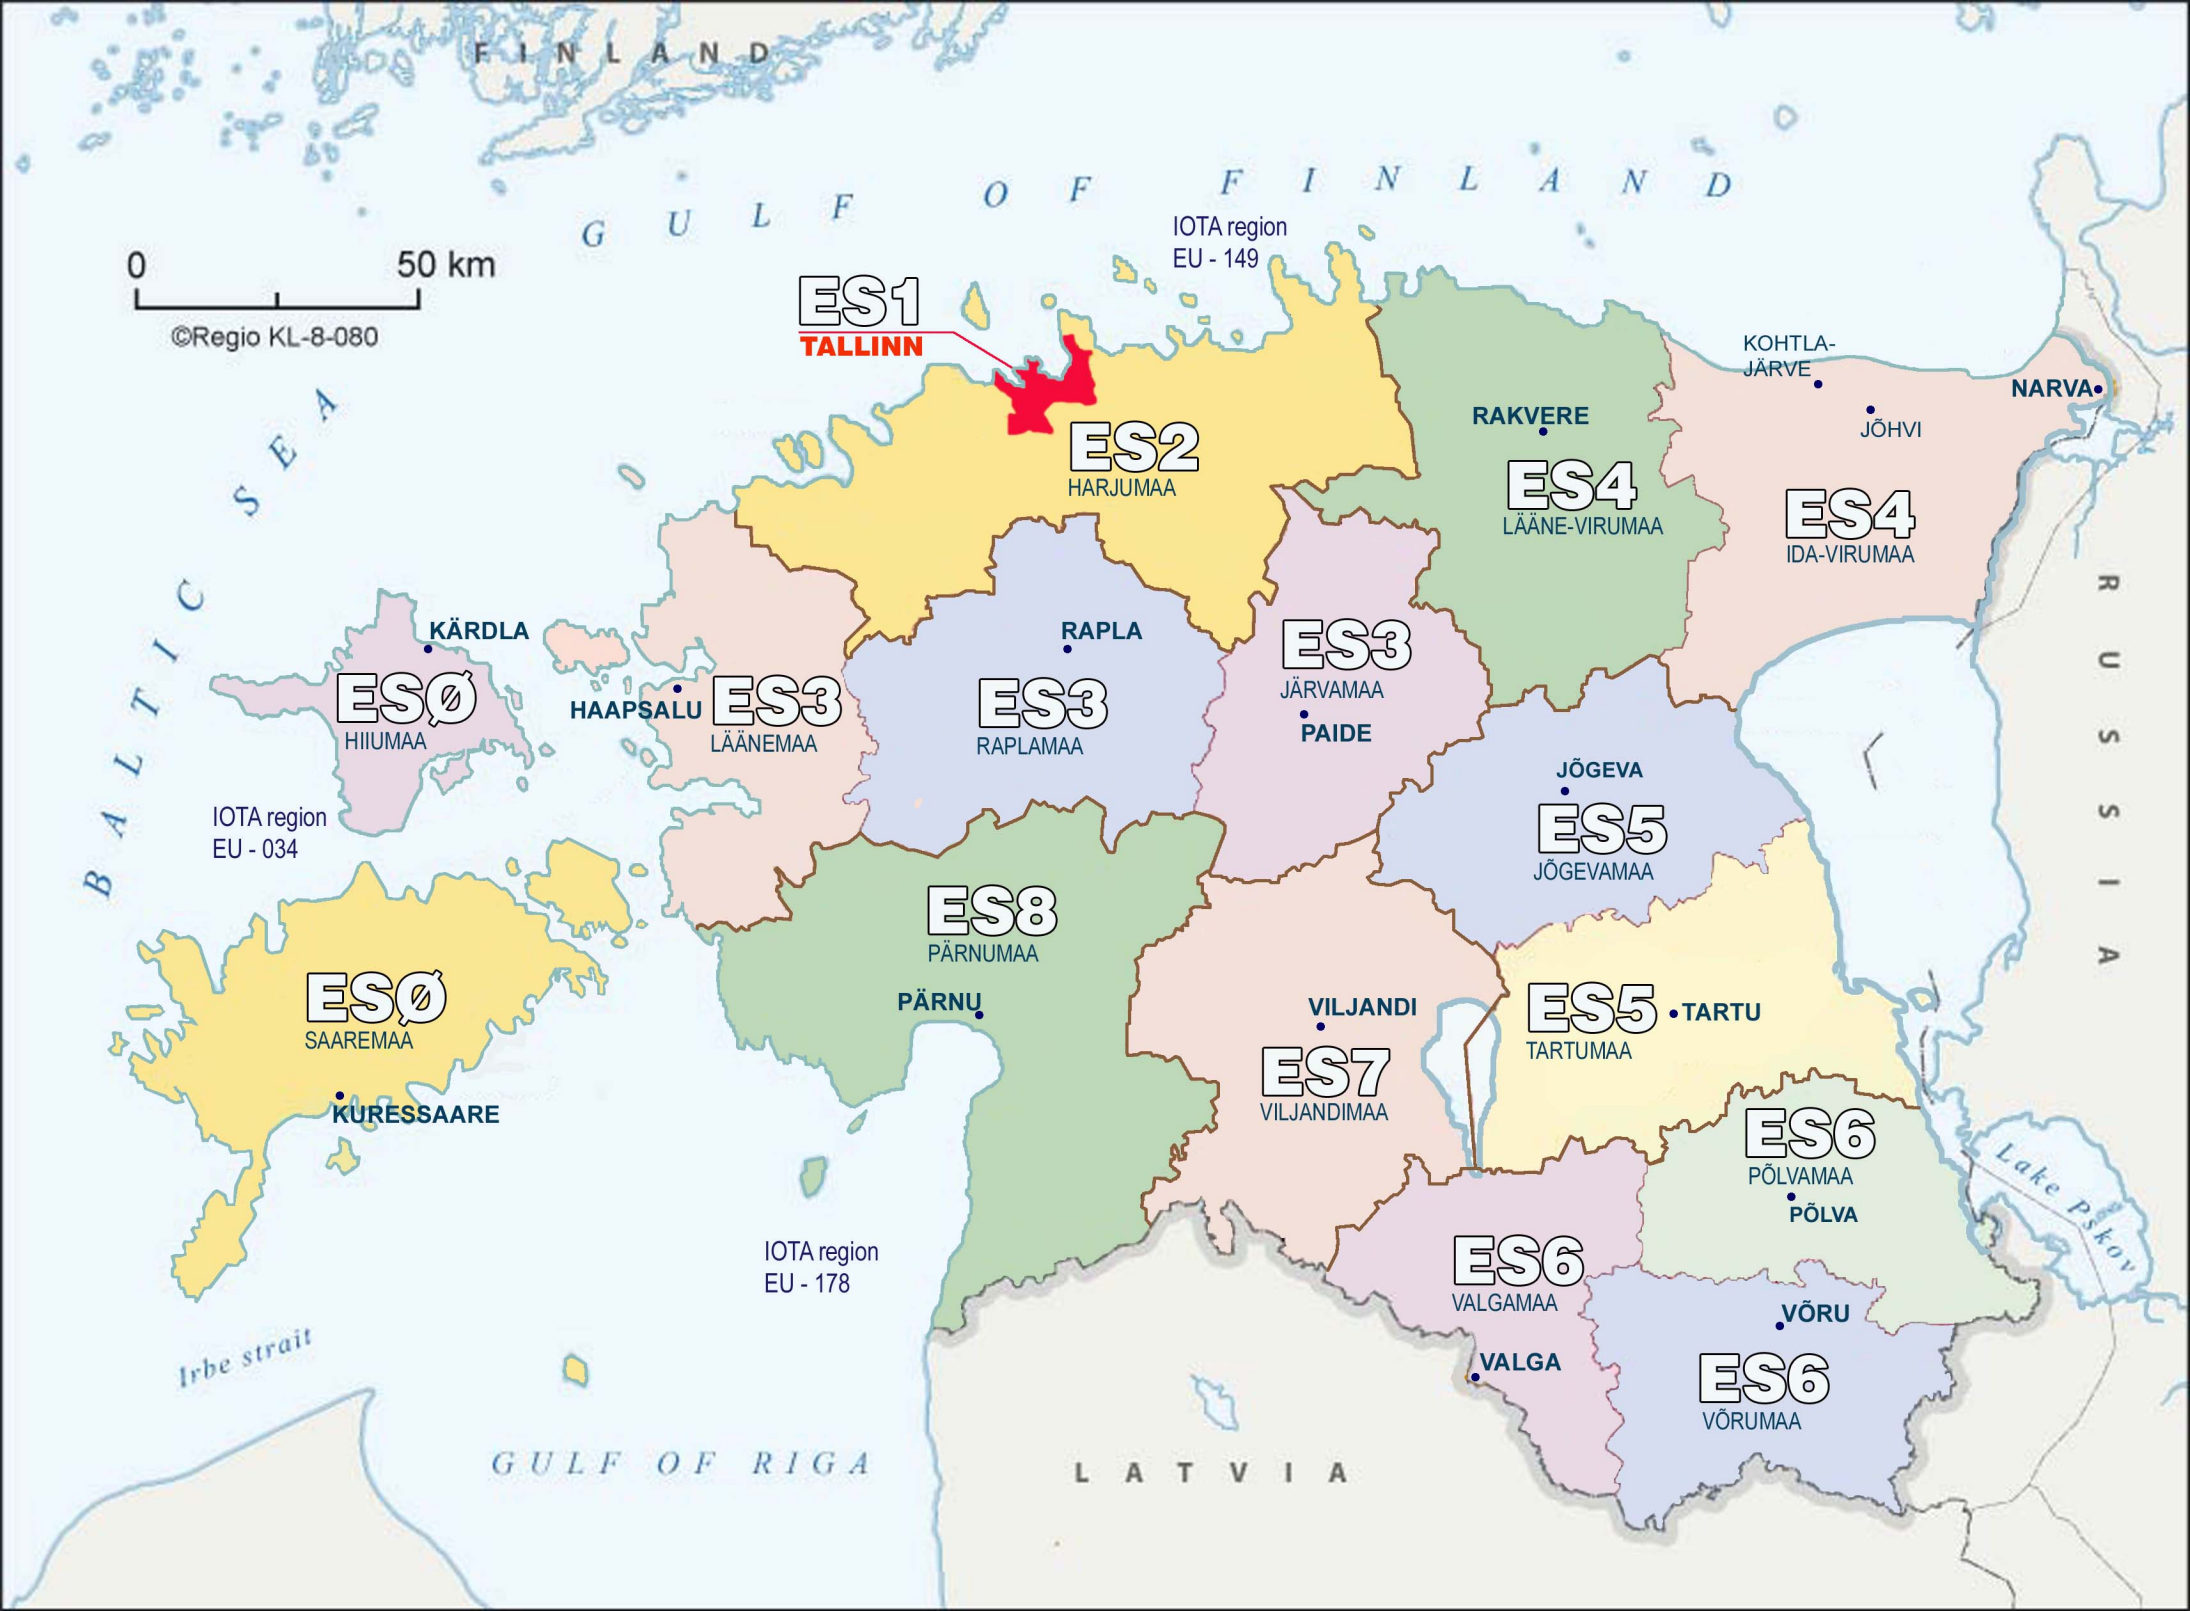 FINLAND
GULF OF FINLAND
IOTA region
EU - 149
0 50 km
©Regio KL-8-080
ES1
TALLINN
BALTIC SEA
KOHTLA-
JÄRVE
NARVA
JÕHVI
RAKVERE
ES2
HARJUMAA
ES4
LÄÄNE-VIRUMAA
ES4
IDA-VIRUMAA
RUSSIA
KÄRDLA
ESØ
HIIUMAA
HAAPSALU
ES3
LÄÄNEMAA
RAPLA
ES3
RAPLAMAA
ES3
JÄRVAMAA
PAIDE
JÕGEVA
ES5
JÕGEVAMAA
IOTA region
EU - 034
ES8
PÄRNUMAA
PÄRNU
ESØ
SAAREMAA
KURESSAARE
VILJANDI
ES7
VILJANDIMAA
ES5
TARTUMAA
TARTU
ES6
PÕLVAMAA
PÕLVA
Lake Pskov
IOTA region
EU - 178
ES6
VALGAMAA
VALGA
VÕRU
ES6
VÕRUMAA
Irbe strait
GULF OF RIGA
LATVIA